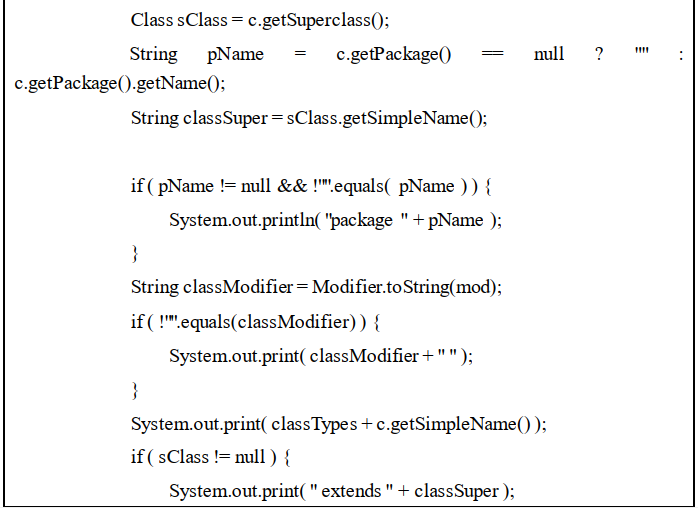 Class sClass = c.getSuperclass();
String pName = c.getPackage() == null ? "" :
c.getPackage().getName();
String classSuper = sClass.getSimpleName();
if ( pName != null && !"".equals( pName ) ) {
System.out.println( "package " + pName );
}
String classModifier = Modifier.toString(mod);
if ( !"".equals(classModifier) ) {
System.out.print( classModifier + " " );
}
System.out.print( classTypes + c.getSimpleName() );
if ( sClass != null ) {
System.out.print( " extends " + classSuper );